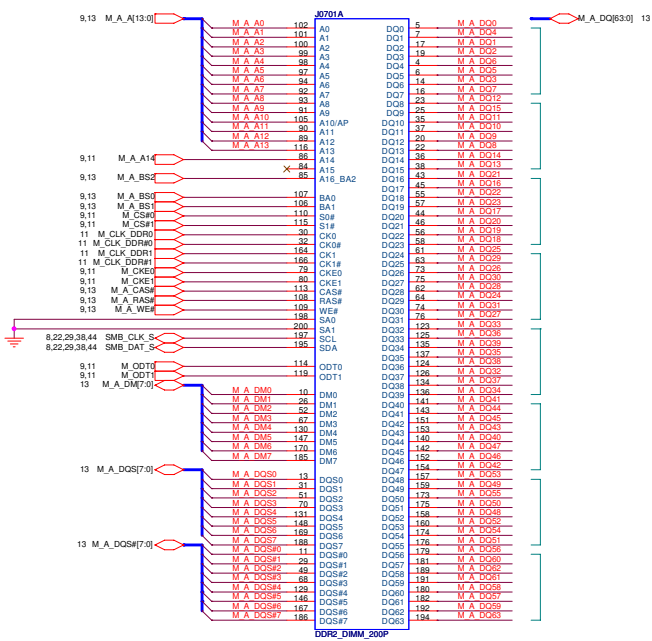 J0701A
9,13 M_A_A[13:0]
M_A_A0 102 A0
M_A_A1 101 A1
M_A_A2 100 A2
M_A_A3 99 A3
M_A_A4 98 A4
M_A_A5 97 A5
M_A_A6 94 A6
M_A_A7 92 A7
M_A_A8 93 A8
M_A_A9 91 A9
M_A_A10 105 A10/AP
M_A_A11 90 A11
M_A_A12 89 A12
M_A_A13 116 A13
9,11 M_A_A14 86 A14
84 A15
9,13 M_A_BS2 85 A16_BA2
9,13 M_A_BS0 107 BA0
9,13 M_A_BS1 106 BA1
9,11 M_CS#0 110 S0#
9,11 M_CS#1 115 S1#
11 M_CLK_DDR0 30 CK0
11 M_CLK_DDR#0 32 CK0#
11 M_CLK_DDR1 164 CK1
11 M_CLK_DDR#1 166 CK1#
9,11 M_CKE0 79 CKE0
9,11 M_CKE1 80 CKE1
9,13 M_A_CAS# 113 CAS#
9,13 M_A_RAS# 108 RAS#
9,13 M_A_WE# 109 WE#
198 SA0
200 SA1
8,22,29,38,44 SMB_CLK_S 197 SCL
8,22,29,38,44 SMB_DAT_S 195 SDA
9,11 M_ODT0 114 ODT0
9,11 M_ODT1 119 ODT1
13 M_A_DM[7:0]
M_A_DM0 10 DM0
M_A_DM1 26 DM1
M_A_DM2 52 DM2
M_A_DM3 67 DM3
M_A_DM4 130 DM4
M_A_DM5 147 DM5
M_A_DM6 170 DM6
M_A_DM7 185 DM7
13 M_A_DQS[7:0]
M_A_DQS0 13 DQS0
M_A_DQS1 31 DQS1
M_A_DQS2 51 DQS2
M_A_DQS3 70 DQS3
M_A_DQS4 131 DQS4
M_A_DQS5 148 DQS5
M_A_DQS6 169 DQS6
M_A_DQS7 188 DQS7
13 M_A_DQS#[7:0]
M_A_DQS#0 11 DQS#0
M_A_DQS#1 29 DQS#1
M_A_DQS#2 49 DQS#2
M_A_DQS#3 68 DQS#3
M_A_DQS#4 129 DQS#4
M_A_DQS#5 146 DQS#5
M_A_DQS#6 167 DQS#6
M_A_DQS#7 186 DQS#7
M_A_DQ[63:0] 13
DQ0 5 M_A_DQ0
DQ1 7 M_A_DQ4
DQ2 17 M_A_DQ1
DQ3 19 M_A_DQ2
DQ4 4 M_A_DQ6
DQ5 6 M_A_DQ5
DQ6 14 M_A_DQ3
DQ7 16 M_A_DQ7
DQ8 23 M_A_DQ12
DQ9 25 M_A_DQ15
DQ10 35 M_A_DQ11
DQ11 37 M_A_DQ10
DQ12 20 M_A_DQ9
DQ13 22 M_A_DQ8
DQ14 36 M_A_DQ14
DQ15 38 M_A_DQ13
DQ16 43 M_A_DQ21
DQ17 45 M_A_DQ16
DQ18 55 M_A_DQ22
DQ19 57 M_A_DQ23
DQ20 44 M_A_DQ17
DQ21 46 M_A_DQ20
DQ22 56 M_A_DQ19
DQ23 58 M_A_DQ18
DQ24 61 M_A_DQ25
DQ25 63 M_A_DQ29
DQ26 73 M_A_DQ26
DQ27 75 M_A_DQ30
DQ28 62 M_A_DQ28
DQ29 64 M_A_DQ24
DQ30 74 M_A_DQ31
DQ31 76 M_A_DQ27
DQ32 123 M_A_DQ33
DQ33 125 M_A_DQ36
DQ34 135 M_A_DQ39
DQ35 137 M_A_DQ35
DQ36 124 M_A_DQ38
DQ37 126 M_A_DQ32
DQ38 134 M_A_DQ37
DQ39 136 M_A_DQ34
DQ40 141 M_A_DQ41
DQ41 143 M_A_DQ44
DQ42 151 M_A_DQ45
DQ43 153 M_A_DQ43
DQ44 140 M_A_DQ40
DQ45 142 M_A_DQ47
DQ46 152 M_A_DQ46
DQ47 154 M_A_DQ42
DQ48 157 M_A_DQ53
DQ49 159 M_A_DQ49
DQ50 173 M_A_DQ55
DQ51 175 M_A_DQ50
DQ52 158 M_A_DQ48
DQ53 160 M_A_DQ52
DQ54 174 M_A_DQ54
DQ55 176 M_A_DQ51
DQ56 179 M_A_DQ56
DQ57 181 M_A_DQ61
DQ58 189 M_A_DQ62
DQ59 191 M_A_DQ60
DQ60 180 M_A_DQ58
DQ61 182 M_A_DQ57
DQ62 192 M_A_DQ59
DQ63 194 M_A_DQ63
DDR2_DIMM_200P